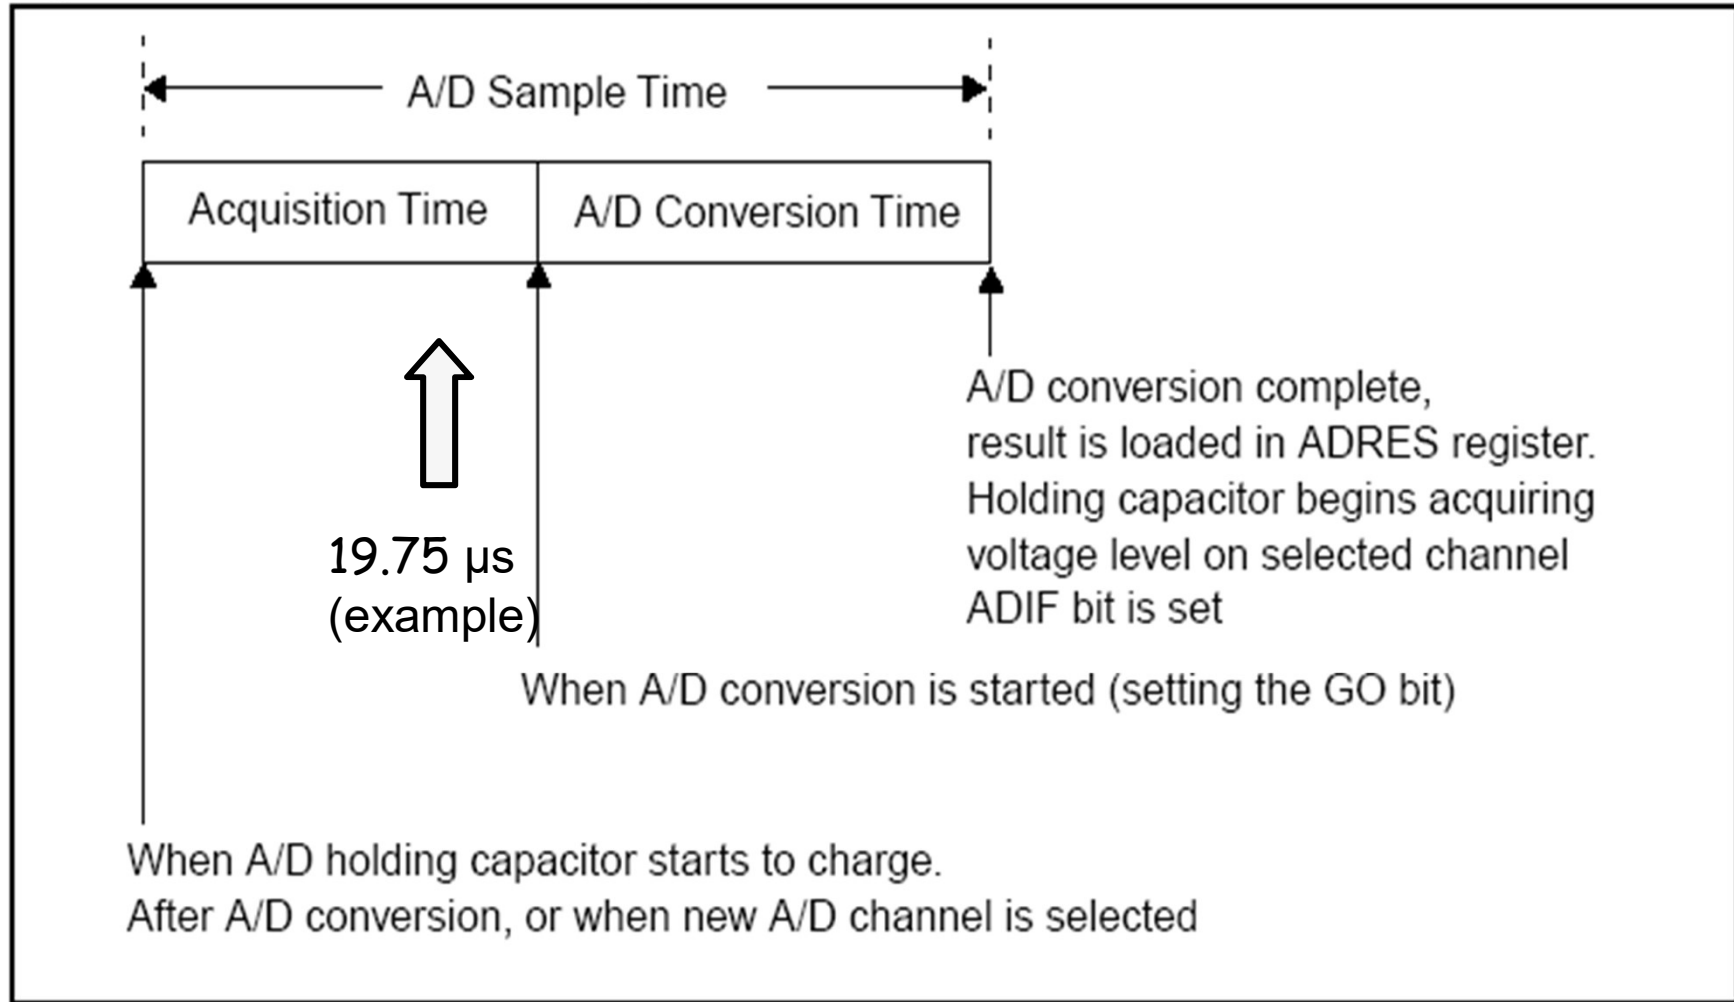 A/D Sample Time
Acquisition Time
A/D Conversion Time
A/D conversion complete,
result is loaded in ADRES register.
Holding capacitor begins acquiring
voltage level on selected channel
ADIF bit is set
19.75 µs
(example)
When A/D conversion is started (setting the GO bit)
When A/D holding capacitor starts to charge.
After A/D conversion, or when new A/D channel is selected